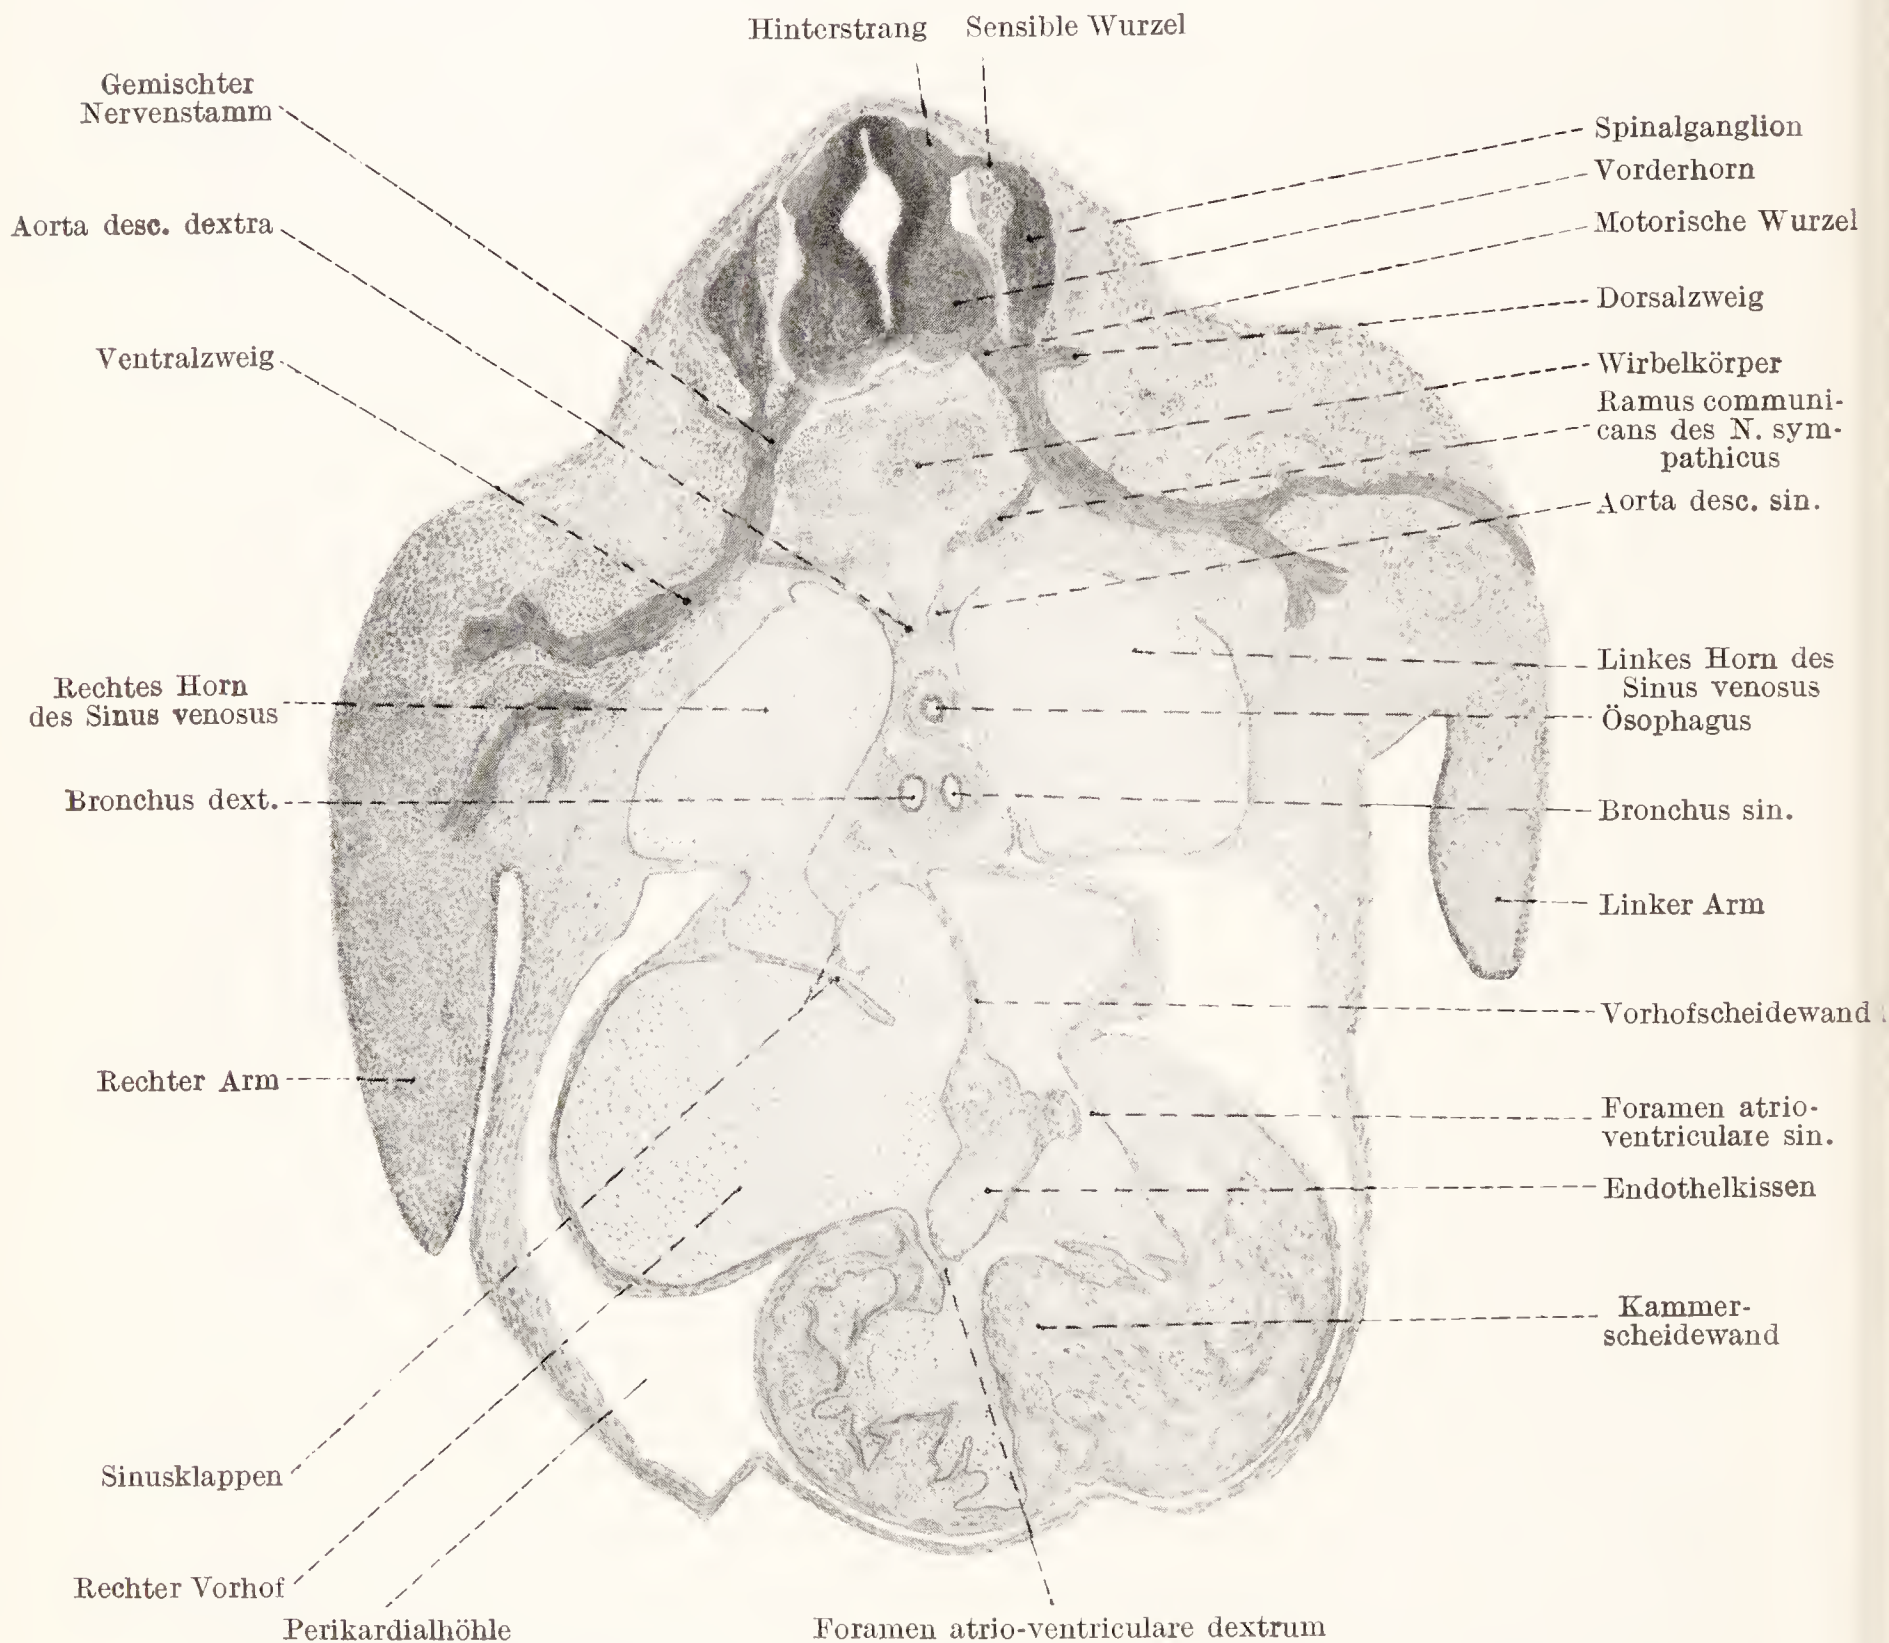 Hinterstrang
Sensible Wurzel
Gemischter
Nervenstamm
Aorta desc. dextra
Ventralzweig
Rechtes Horn
des Sinus venosus
Bronchus dext.
Rechter Arm
Sinusklappen
Rechter Vorhof
Perikardialhöhle
Foramen atrio-ventriculare dextrum
Spinalganglion
Vorderhorn
Motorische Wurzel
Dorsalzweig
Wirbelkörper
Ramus communi-
cans des N. sym-
pathicus
Aorta desc. sin.
Linkes Horn des
Sinus venosus
Ösophagus
Bronchus sin.
Linker Arm
Vorhofscheidewand
Foramen atrio-
ventriculare sin.
Endothelkissen
Kammer-
scheidewand